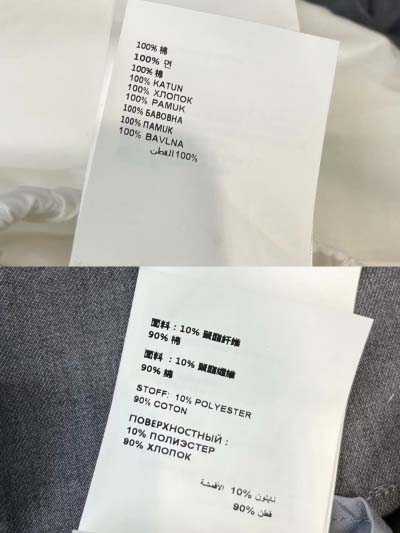 100% 棉
100% 면
100% 棉
100% KATUN
100% ХЛОПОК
100% PAMUK
100% БАВОВНА
100% ПАМУК
100% BAVLNA
100% القطن
面料：10% 聚酯纤维
90% 棉
面料：10% 聚酯纖維
90% 綿
STOFF: 10% POLYESTER
90% COTON
ПОВЕРХНОСТНЫЙ :
10% ПОЛИЭСТЕР
90% ХЛОПОК
نايلون %10 الأقمشة
قطن %90